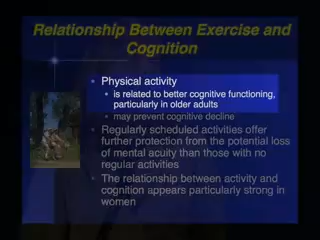 Relationship Between Exercise and
Cognition
Physical activity
is related to better cognitive functioning,
particularly in older adults
may prevent cognitive decline
Regularly scheduled activities offer
further protection from the potential loss
of mental acuity than those with no
regular activities
The relationship between activity and
cognition appears particularly strong in
women